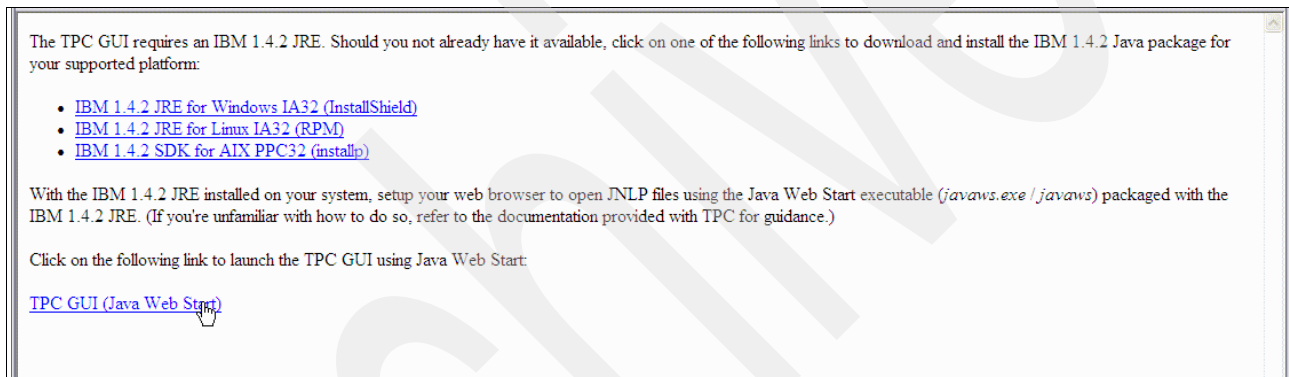 The TPC GUI requires an IBM 1.4.2 JRE. Should you not already have it available, click on one of the following links to download and install the IBM 1.4.2 Java package for
your supported platform:
• IBM 1.4.2 JRE for Windows IA32 (InstallShield)
• IBM 1.4.2 JRE for Linux IA32 (RPM)
• IBM 1.4.2 SDK for AIX PPC32 (installp)
With the IBM 1.4.2 JRE installed on your system, setup your web browser to open JNLP files using the Java Web Start executable (javaws.exe / javaws) packaged with the
IBM 1.4.2 JRE. (If you're unfamiliar with how to do so, refer to the documentation provided with TPC for guidance.)
Click on the following link to launch the TPC GUI using Java Web Start:
TPC GUI (Java Web Start)